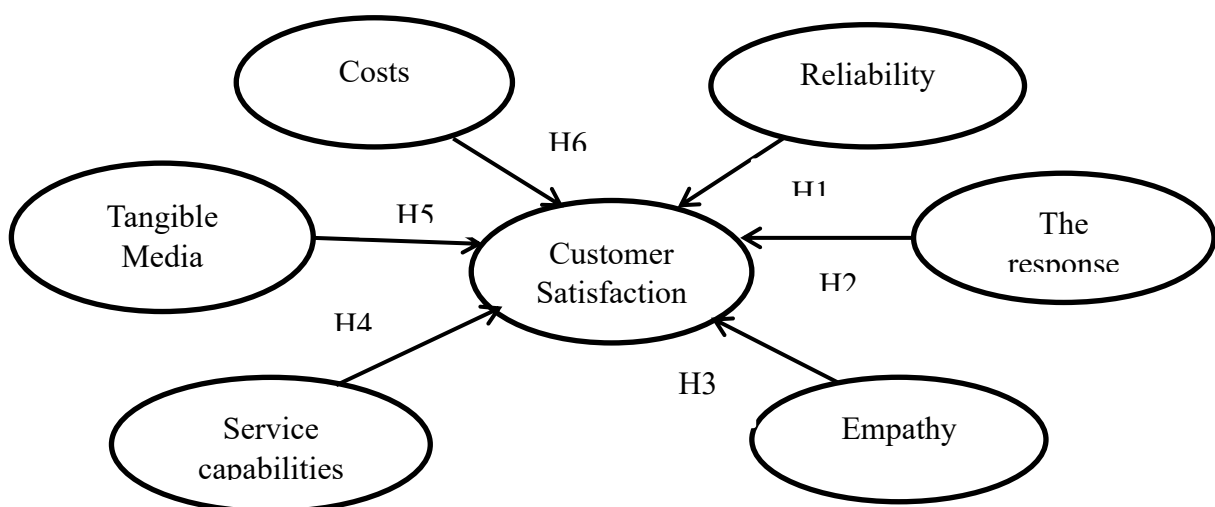 Costs
Reliability
H6
H1
Tangible
Media
H5
The
response
Customer
Satisfaction
H2
H4
H3
Service
capabilities
Empathy